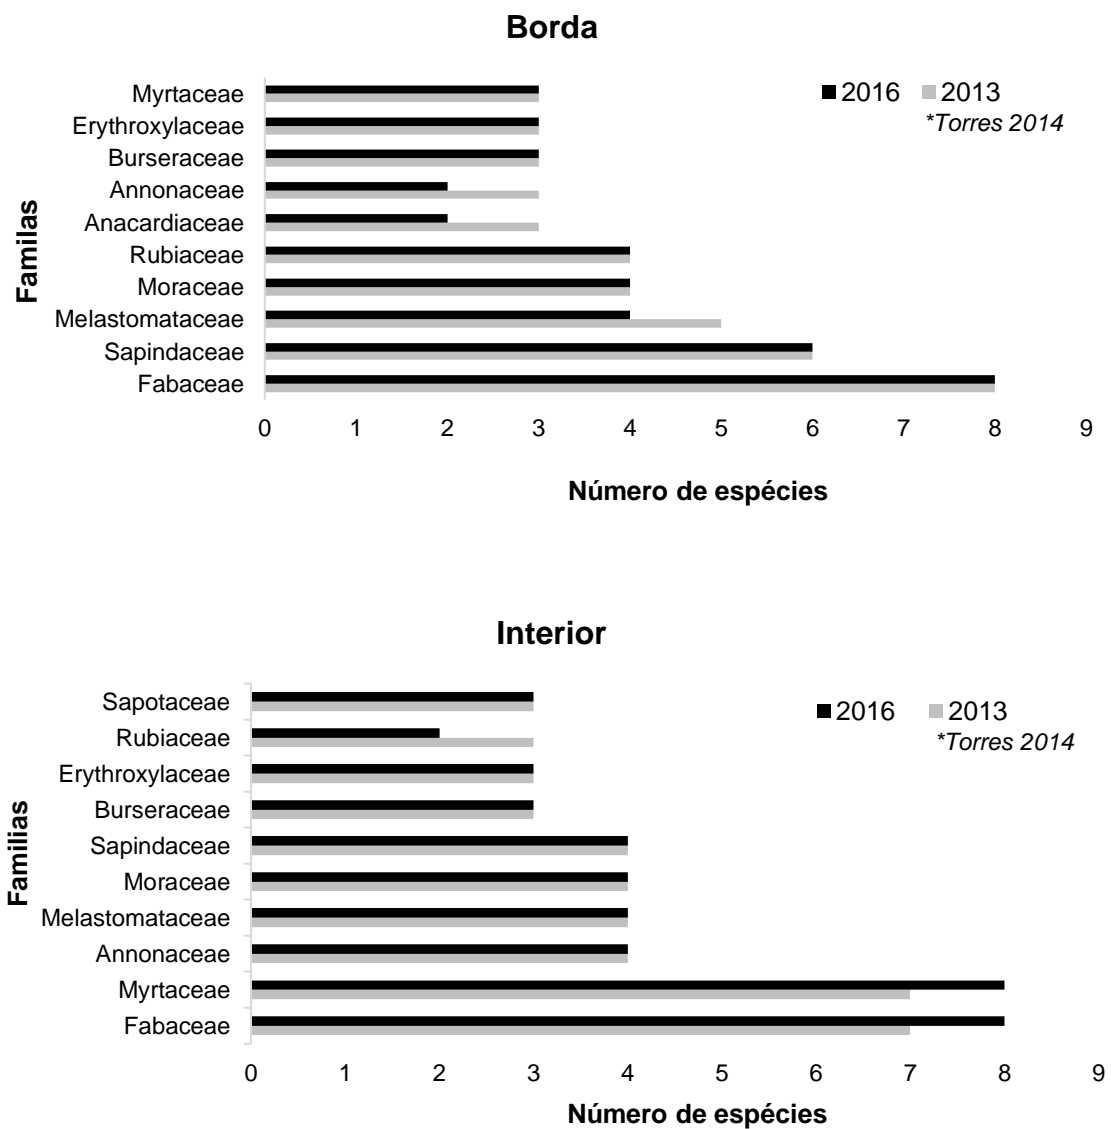 Borda
2016 2013
*Torres 2014
Familas
Myrtaceae
Erythroxylaceae
Burseraceae
Annonaceae
Anacardiaceae
Rubiaceae
Moraceae
Melastomataceae
Sapindaceae
Fabaceae
0 1 2 3 4 5 6 7 8 9
Número de espécies
Interior
2016 2013
*Torres 2014
Familias
Sapotaceae
Rubiaceae
Erythroxylaceae
Burseraceae
Sapindaceae
Moraceae
Melastomataceae
Annonaceae
Myrtaceae
Fabaceae
0 1 2 3 4 5 6 7 8 9
Número de espécies